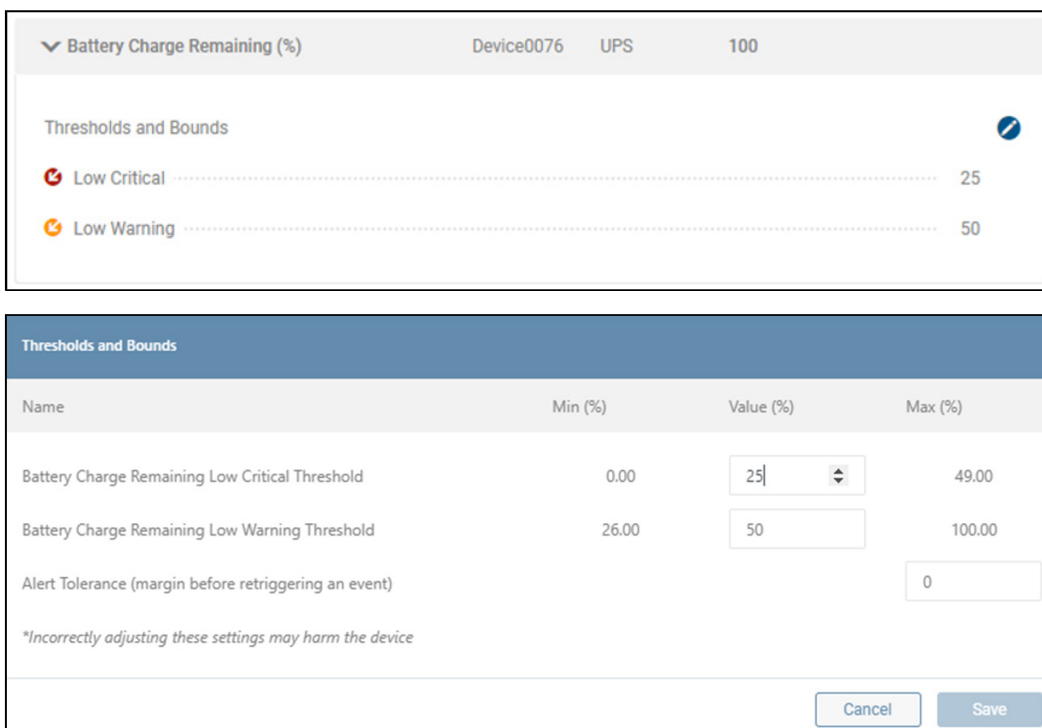 Battery Charge Remaining (%) Device0076 UPS 100
Thresholds and Bounds
Low Critical 25
Low Warning 50
Thresholds and Bounds
Name Min (%) Value (%) Max (%)
Battery Charge Remaining Low Critical Threshold 0.00 25 49.00
Battery Charge Remaining Low Warning Threshold 26.00 50 100.00
Alert Tolerance (margin before retriggering an event) 0
*Incorrectly adjusting these settings may harm the device
Cancel Save